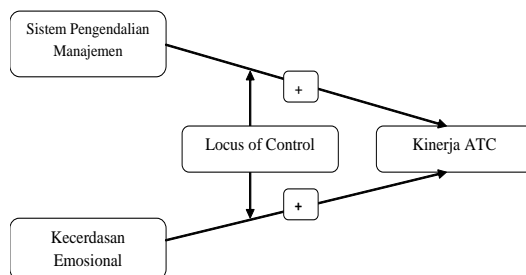 Sistem Pengendalian
Manajemen
+
Locus of Control
Kinerja ATC
+
Kecerdasan
Emosional